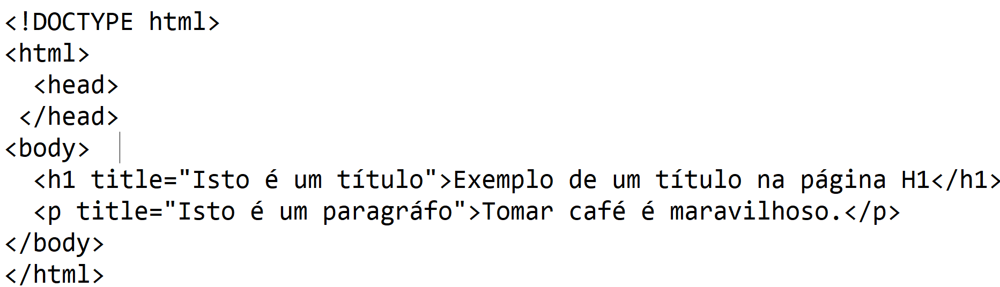 <!DOCTYPE html>
<html>
  <head>
 </head>
<body>
  <h1 title="Isto é um título">Exemplo de um título na página H1</h1>
  <p title="Isto é um paragráfo">Tomar café é maravilhoso.</p>
</body>
</html>